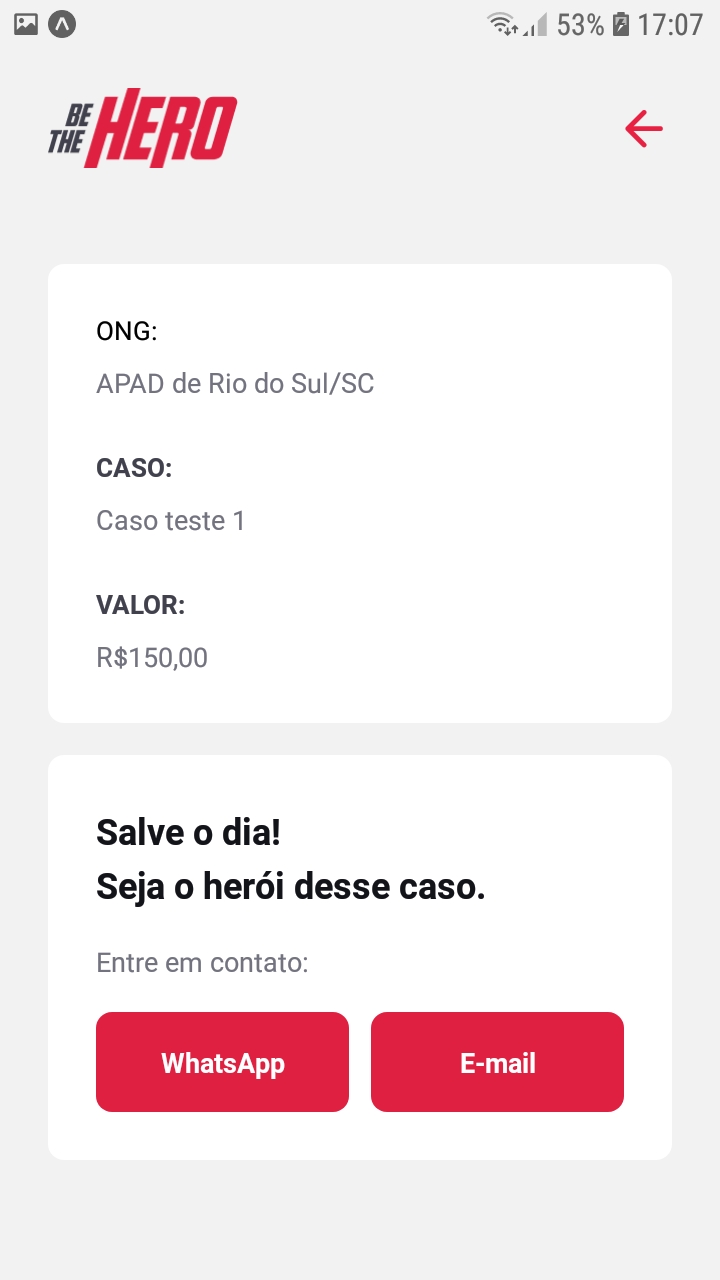 53% 17:07
BE
THE HERO
ONG:
APAD de Rio do Sul/SC
CASO:
Caso teste 1
VALOR:
R$150,00
Salve o dia!
Seja o herói desse caso.
Entre em contato:
WhatsApp E-mail